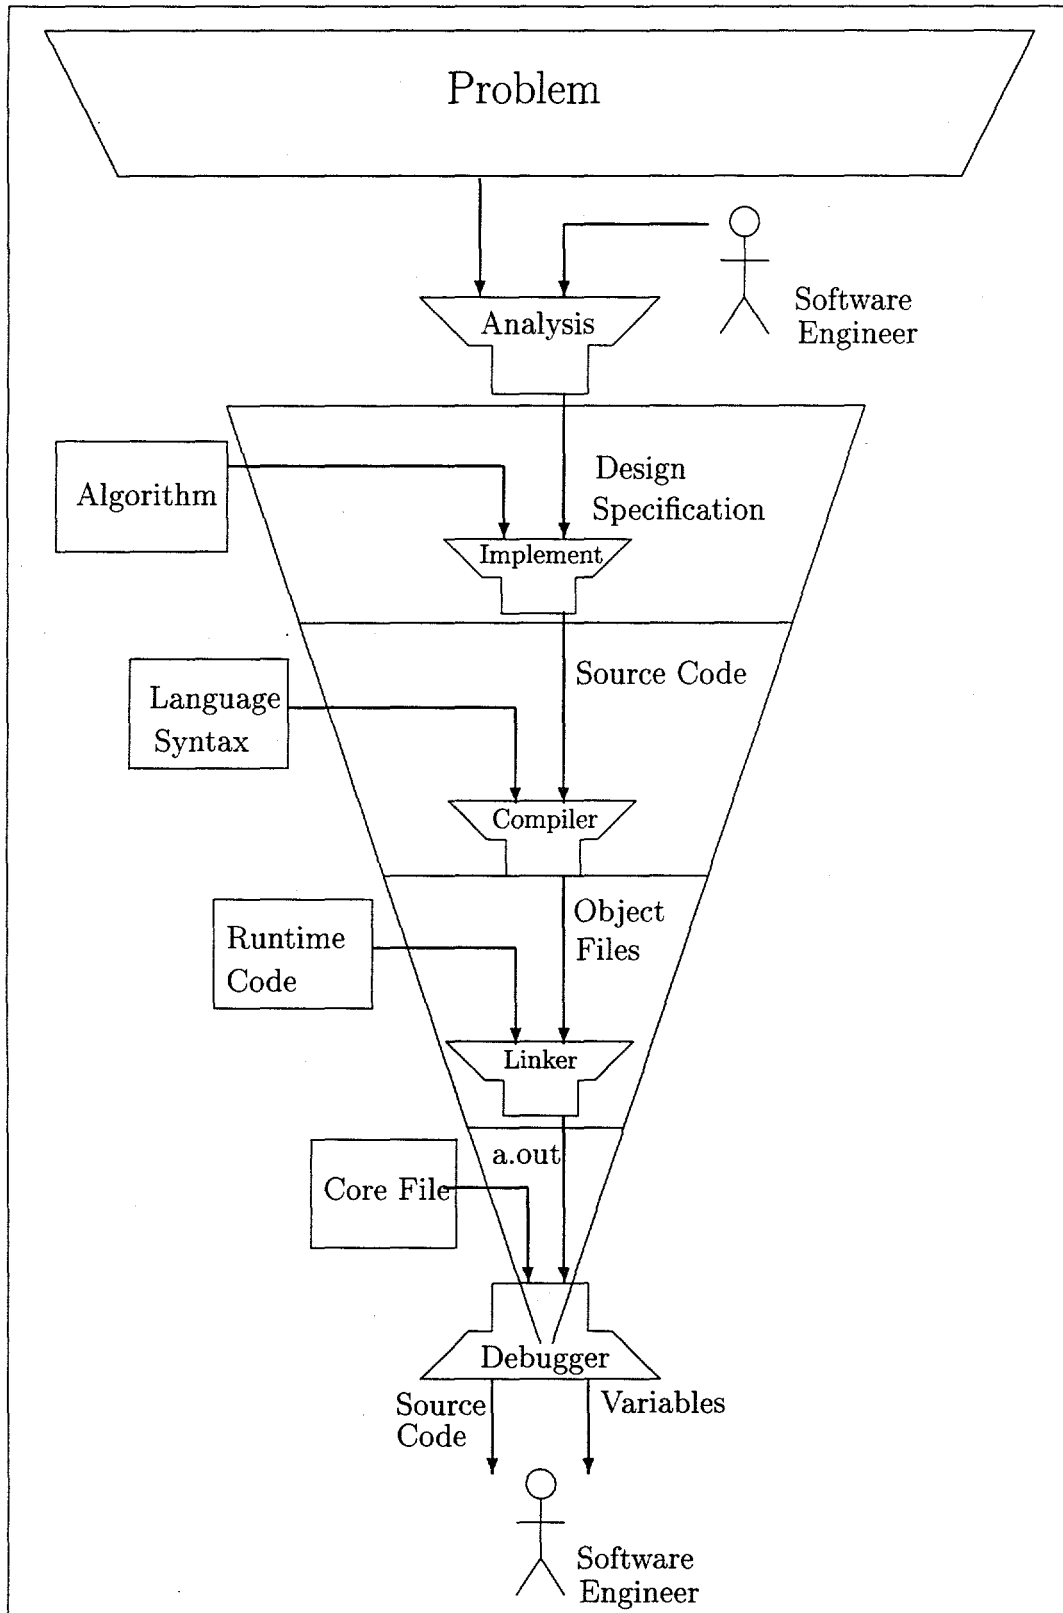 Problem
Software
Engineer
Analysis
Algorithm
Design
Specification
Implement
Source Code
Language
Syntax
Compiler
Object
Files
Runtime
Code
Linker
a.out
Core File
Debugger
Source
Code
Variables
Software
Engineer